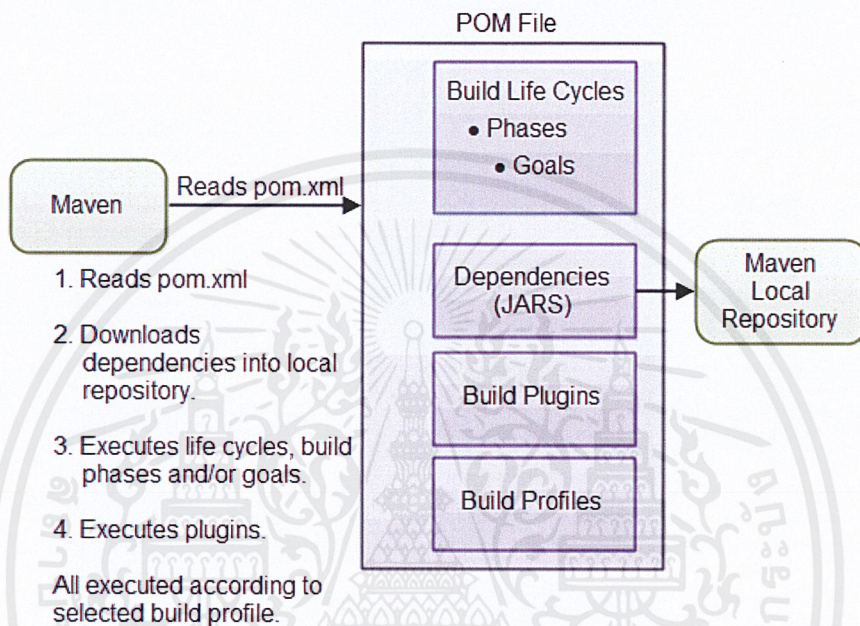 POM File
Build Life Cycles
• Phases
• Goals
Maven
Reads pom.xml
Dependencies
(JARS)
Maven
Local
Repository
Build Plugins
Build Profiles
1. Reads pom.xml
2. Downloads
dependencies into local
repository.
3. Executes life cycles, build
phases and/or goals.
4. Executes plugins.
All executed according to
selected build profile.